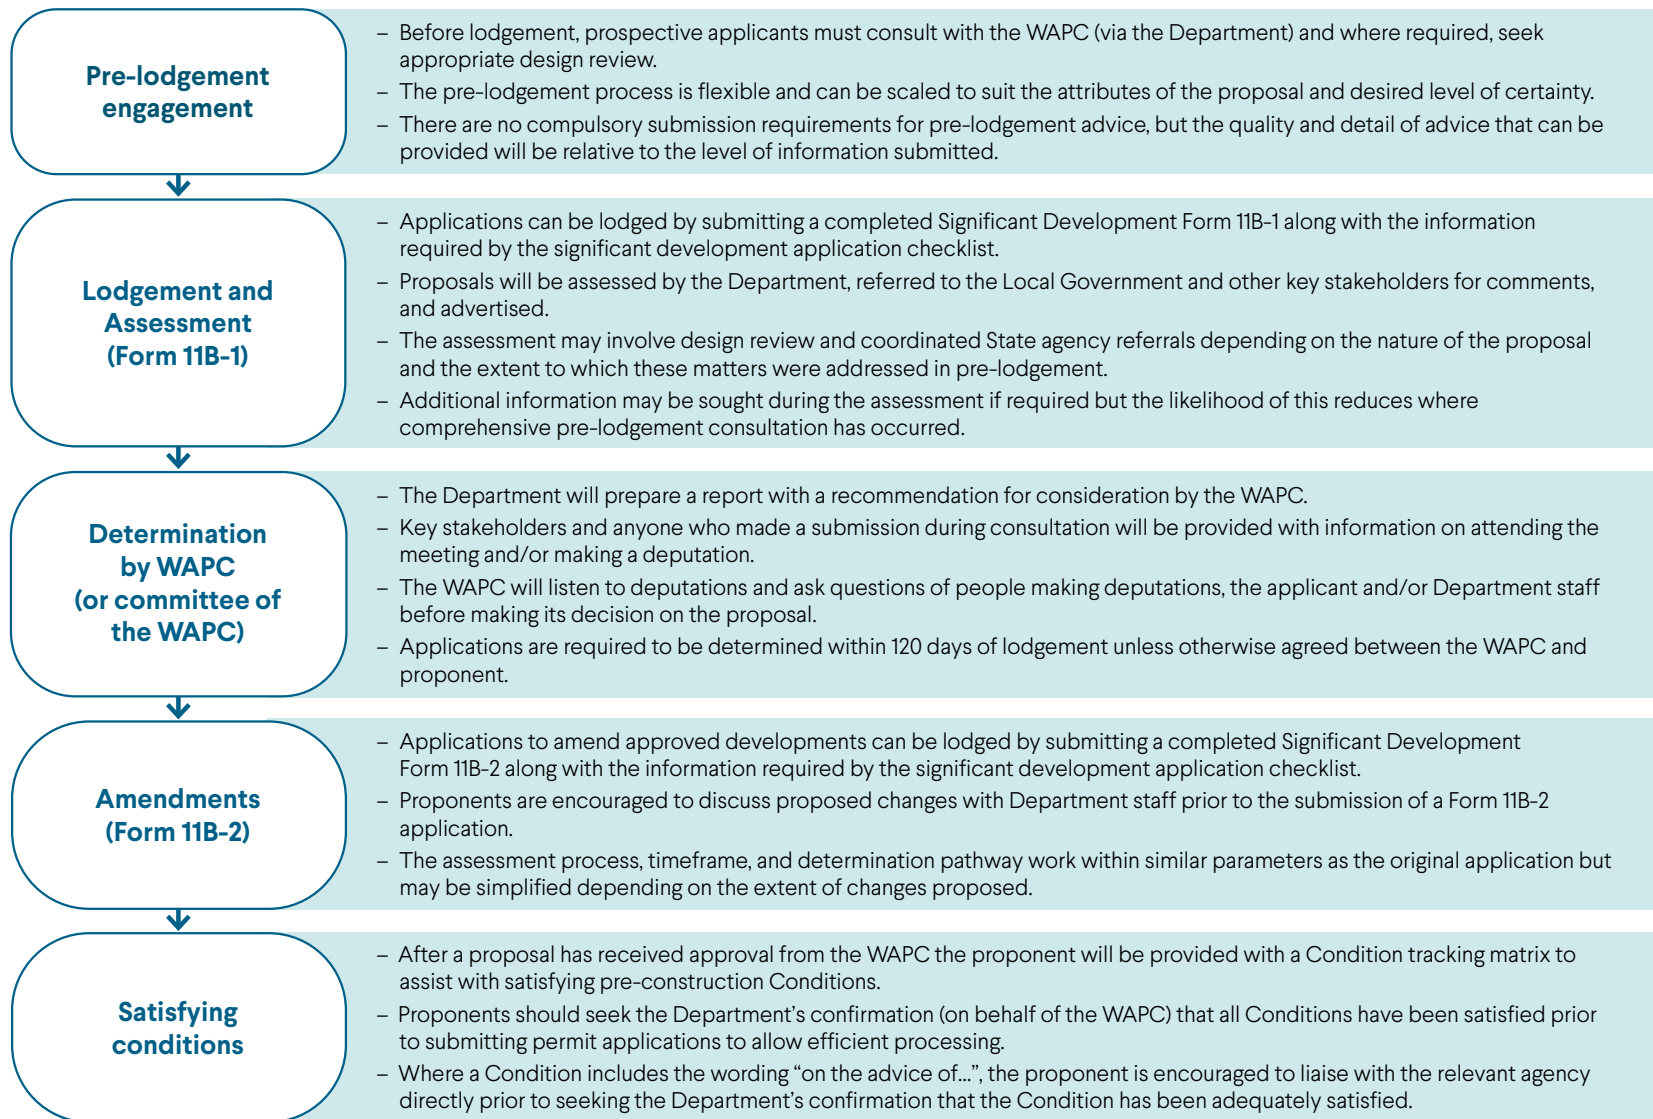 Pre-lodgement
engagement
– Before lodgement, prospective applicants must consult with the WAPC (via the Department) and where required, seek
appropriate design review.
– The pre-lodgement process is flexible and can be scaled to suit the attributes of the proposal and desired level of certainty.
– There are no compulsory submission requirements for pre-lodgement advice, but the quality and detail of advice that can be
provided will be relative to the level of information submitted.
Lodgement and
Assessment
(Form 11B-1)
– Applications can be lodged by submitting a completed Significant Development Form 11B-1 along with the information
required by the significant development application checklist.
– Proposals will be assessed by the Department, referred to the Local Government and other key stakeholders for comments,
and advertised.
– The assessment may involve design review and coordinated State agency referrals depending on the nature of the proposal
and the extent to which these matters were addressed in pre-lodgement.
– Additional information may be sought during the assessment if required but the likelihood of this reduces where
comprehensive pre-lodgement consultation has occurred.
Determination
by WAPC
(or committee of
the WAPC)
– The Department will prepare a report with a recommendation for consideration by the WAPC.
– Key stakeholders and anyone who made a submission during consultation will be provided with information on attending the
meeting and/or making a deputation.
– The WAPC will listen to deputations and ask questions of people making deputations, the applicant and/or Department staff
before making its decision on the proposal.
– Applications are required to be determined within 120 days of lodgement unless otherwise agreed between the WAPC and
proponent.
Amendments
(Form 11B-2)
– Applications to amend approved developments can be lodged by submitting a completed Significant Development
Form 11B-2 along with the information required by the significant development application checklist.
– Proponents are encouraged to discuss proposed changes with Department staff prior to the submission of a Form 11B-2
application.
– The assessment process, timeframe, and determination pathway work within similar parameters as the original application but
may be simplified depending on the extent of changes proposed.
Satisfying
conditions
– After a proposal has received approval from the WAPC the proponent will be provided with a Condition tracking matrix to
assist with satisfying pre-construction Conditions.
– Proponents should seek the Department’s confirmation (on behalf of the WAPC) that all Conditions have been satisfied prior
to submitting permit applications to allow efficient processing.
– Where a Condition includes the wording “on the advice of...”, the proponent is encouraged to liaise with the relevant agency
directly prior to seeking the Department’s confirmation that the Condition has been adequately satisfied.